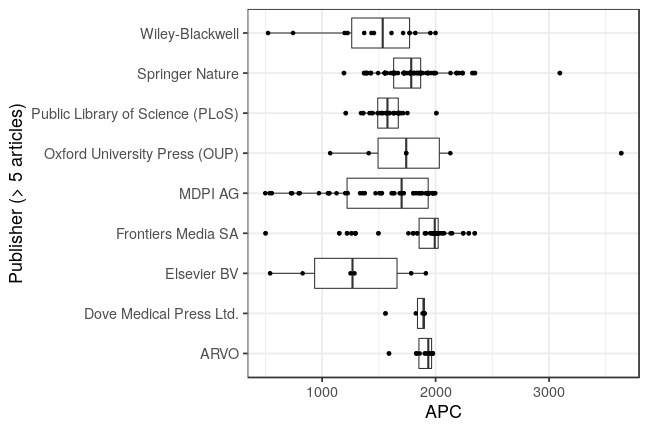 Publisher (> 5 articles)
Wiley-Blackwell
Springer Nature
Public Library of Science (PLoS)
Oxford University Press (OUP)
MDPI AG
Frontiers Media SA
Elsevier BV
Dove Medical Press Ltd.
ARVO
1000 2000 3000
APC